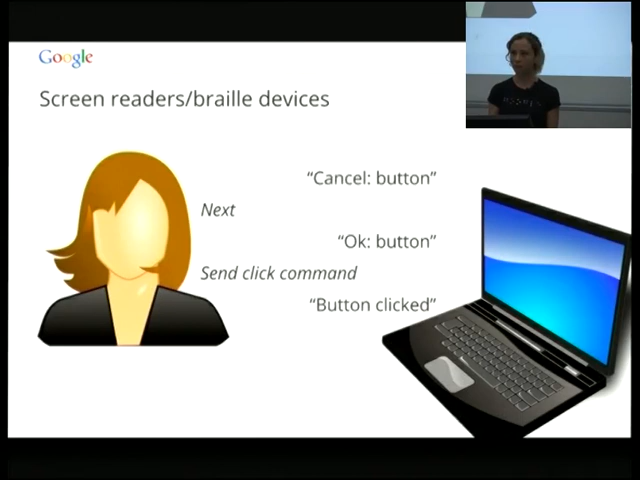 Google
Screen readers/braille devices
“Cancel: button”
Next
“Ok: button”
Send click command
“Button clicked”